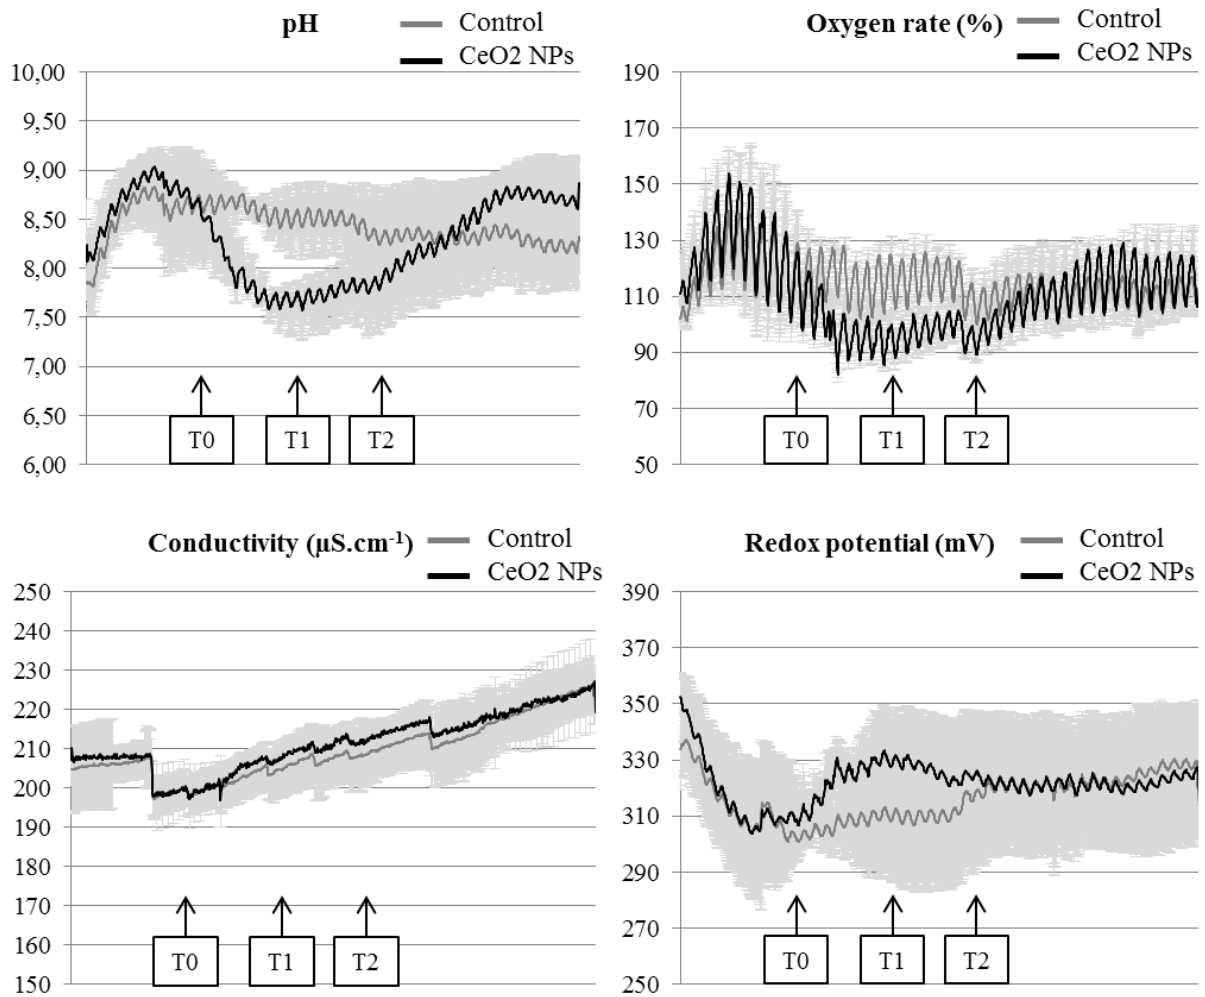 pH
Control
CeO2 NPs
10,00
9,50
9,00
8,50
8,00
7,50
7,00
6,50
6,00
T0 T1 T2
Oxygen rate (%)
Control
CeO2 NPs
190
170
150
130
110
90
70
50
T0 T1 T2
Conductivity (µS.cm⁻¹)
Control
CeO2 NPs
250
240
230
220
210
200
190
180
170
160
150
T0 T1 T2
Redox potential (mV)
Control
CeO2 NPs
390
370
350
330
310
290
270
250
T0 T1 T2